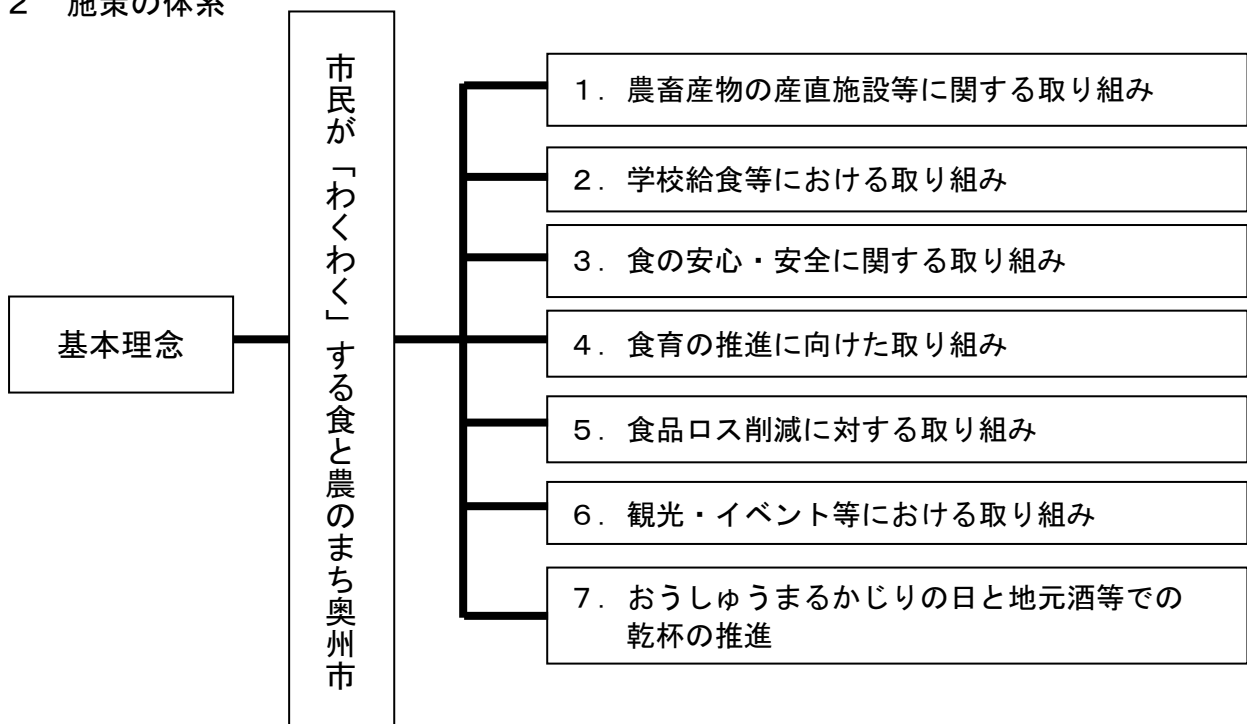 2 施策の体系
基本理念
市民が「わくわく」する食と農のまち奥州市
1．農畜産物の産直施設等に関する取り組み
2．学校給食等における取り組み
3．食の安心・安全に関する取り組み
4．食育の推進に向けた取り組み
5．食品ロス削減に対する取り組み
6．観光・イベント等における取り組み
7．おうしゅうまるかじりの日と地元酒等での
乾杯の推進